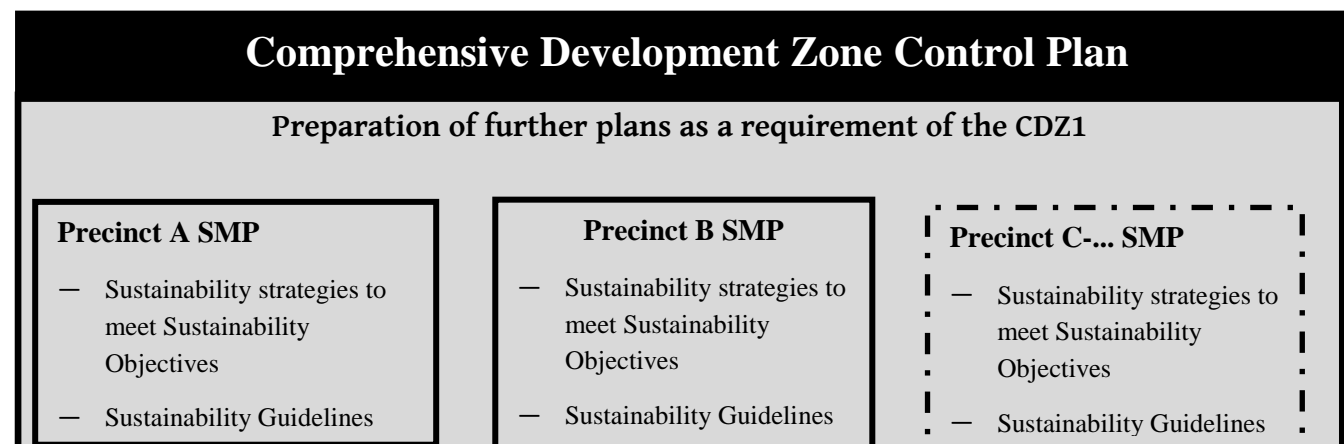 Comprehensive Development Zone Control Plan
Preparation of further plans as a requirement of the CDZ1
Precinct A SMP
— Sustainability strategies to
meet Sustainability
Objectives
— Sustainability Guidelines
Precinct B SMP
— Sustainability strategies to
meet Sustainability
Objectives
— Sustainability Guidelines
Precinct C-... SMP
— Sustainability strategies to
meet Sustainability
Objectives
— Sustainability Guidelines